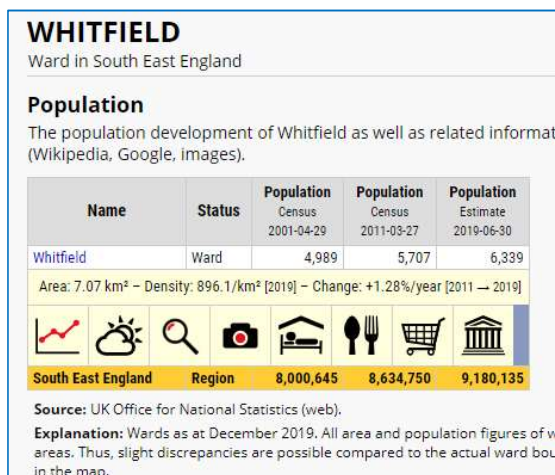 WHITFIELD
Ward in South East England
Population
The population development of Whitfield as well as related informat
(Wikipedia, Google, images).
Name Status Population Census 2001-04-29 Population Census 2011-03-27 Population Estimate 2019-06-30
Whitfield Ward 4,989 5,707 6,339
Area: 7.07 km² – Density: 896.1/km² [2019] – Change: +1.28%/year [2011 → 2019]
South East England Region 8,000,645 8,634,750 9,180,135
Source: UK Office for National Statistics (web).
Explanation: Wards as at December 2019. All area and population figures of w
areas. Thus, slight discrepancies are possible compared to the actual ward bou
in the map.